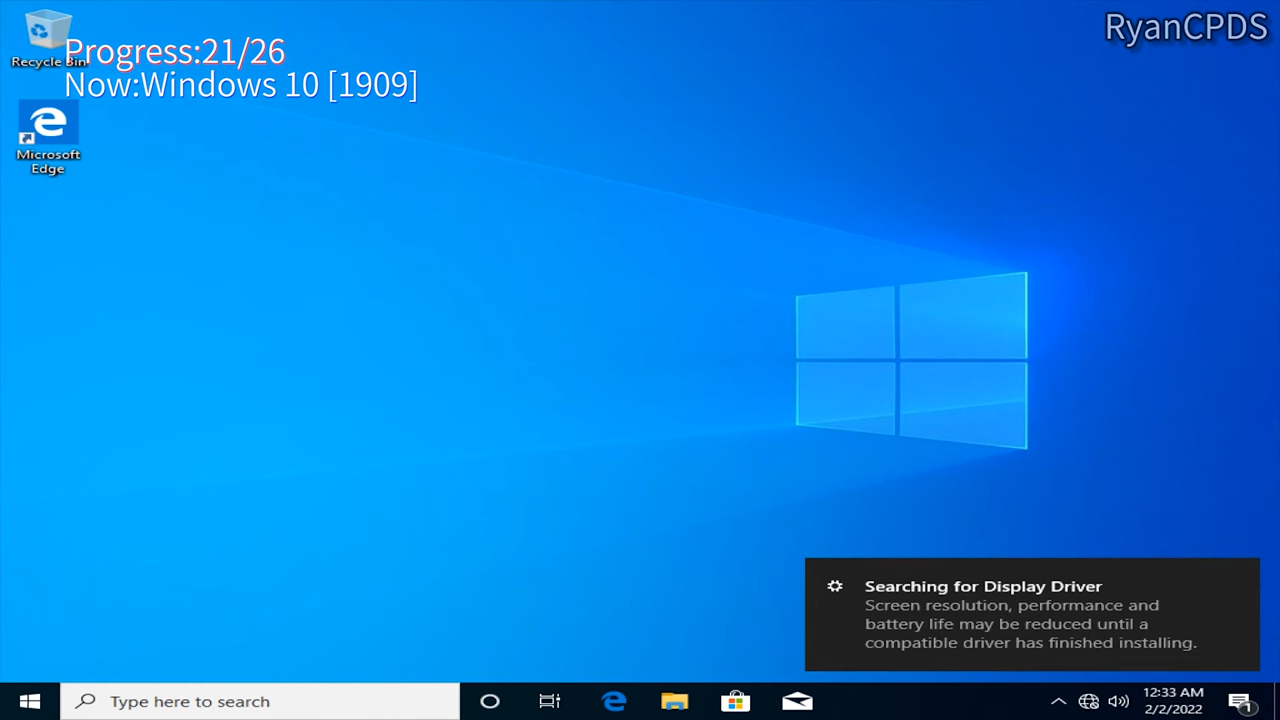 RyanCPDS
Progress:21/26
Recycle Bin
Now:Windows 10 [1909]
Microsoft
Edge
Searching for Display Driver
Screen resolution, performance and
battery life may be reduced until a
compatible driver has finished installing.
Type here to search
12:33 AM
2/2/2022
1